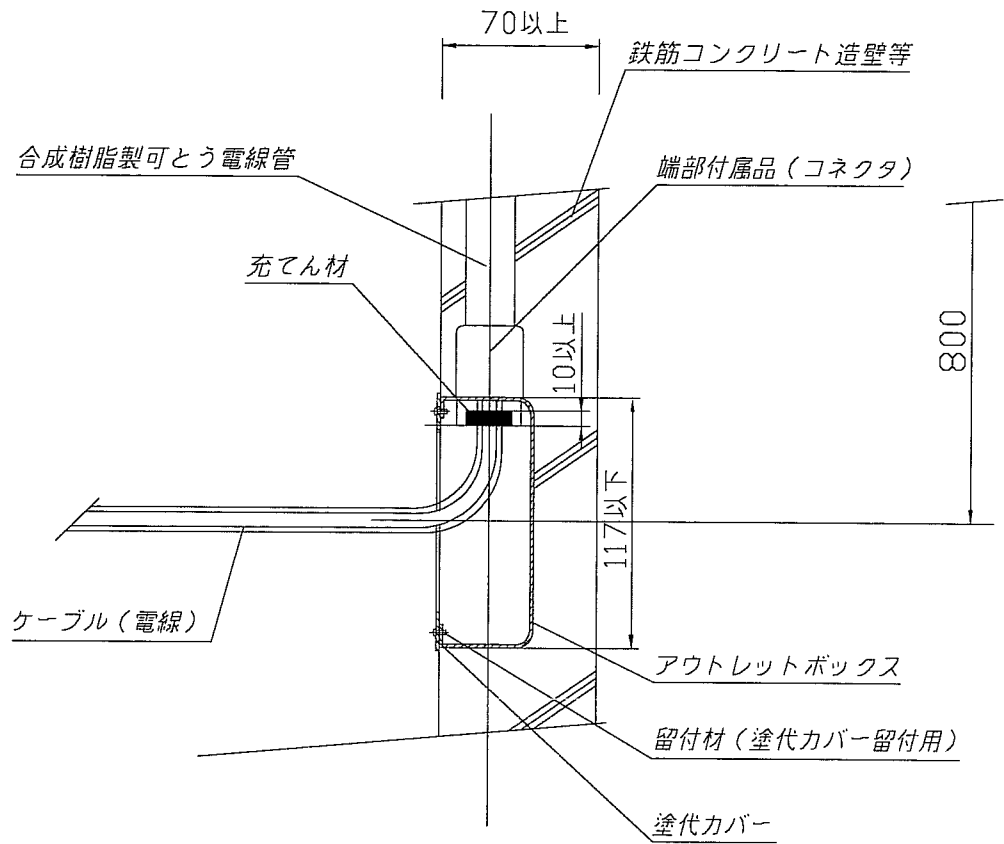 70以上
鉄筋コンクリート造壁等
合成樹脂製可とう電線管
端部付属品（コネクタ）
充てん材
10以上
800
117以下
ケーブル（電線）
アウトレットボックス
留付材（塗代カバー留付用）
塗代カバー